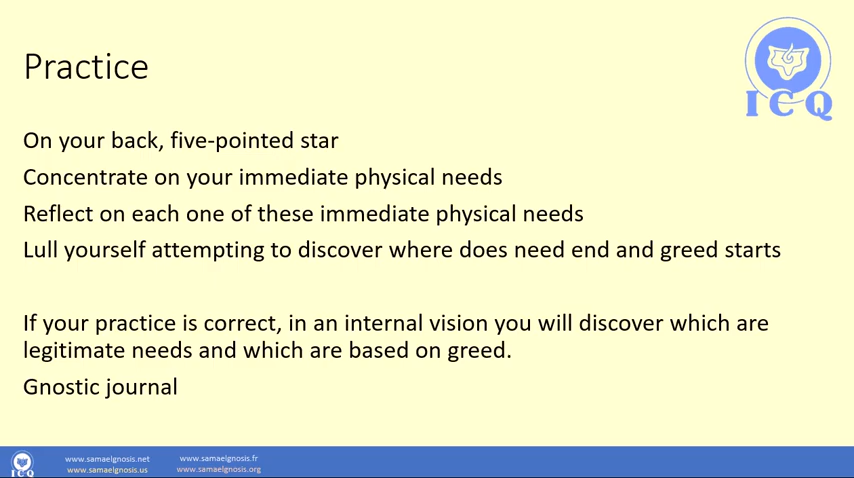 Practice
ICQ
On your back, five-pointed star
Concentrate on your immediate physical needs
Reflect on each one of these immediate physical needs
Lull yourself attempting to discover where does need end and greed starts
If your practice is correct, in an internal vision you will discover which are
legitimate needs and which are based on greed.
Gnostic journal
ICQ
www.samaelgnosis.net www.samaelgnosis.fr
www.samaelgnosis.us www.samaelgnosis.org